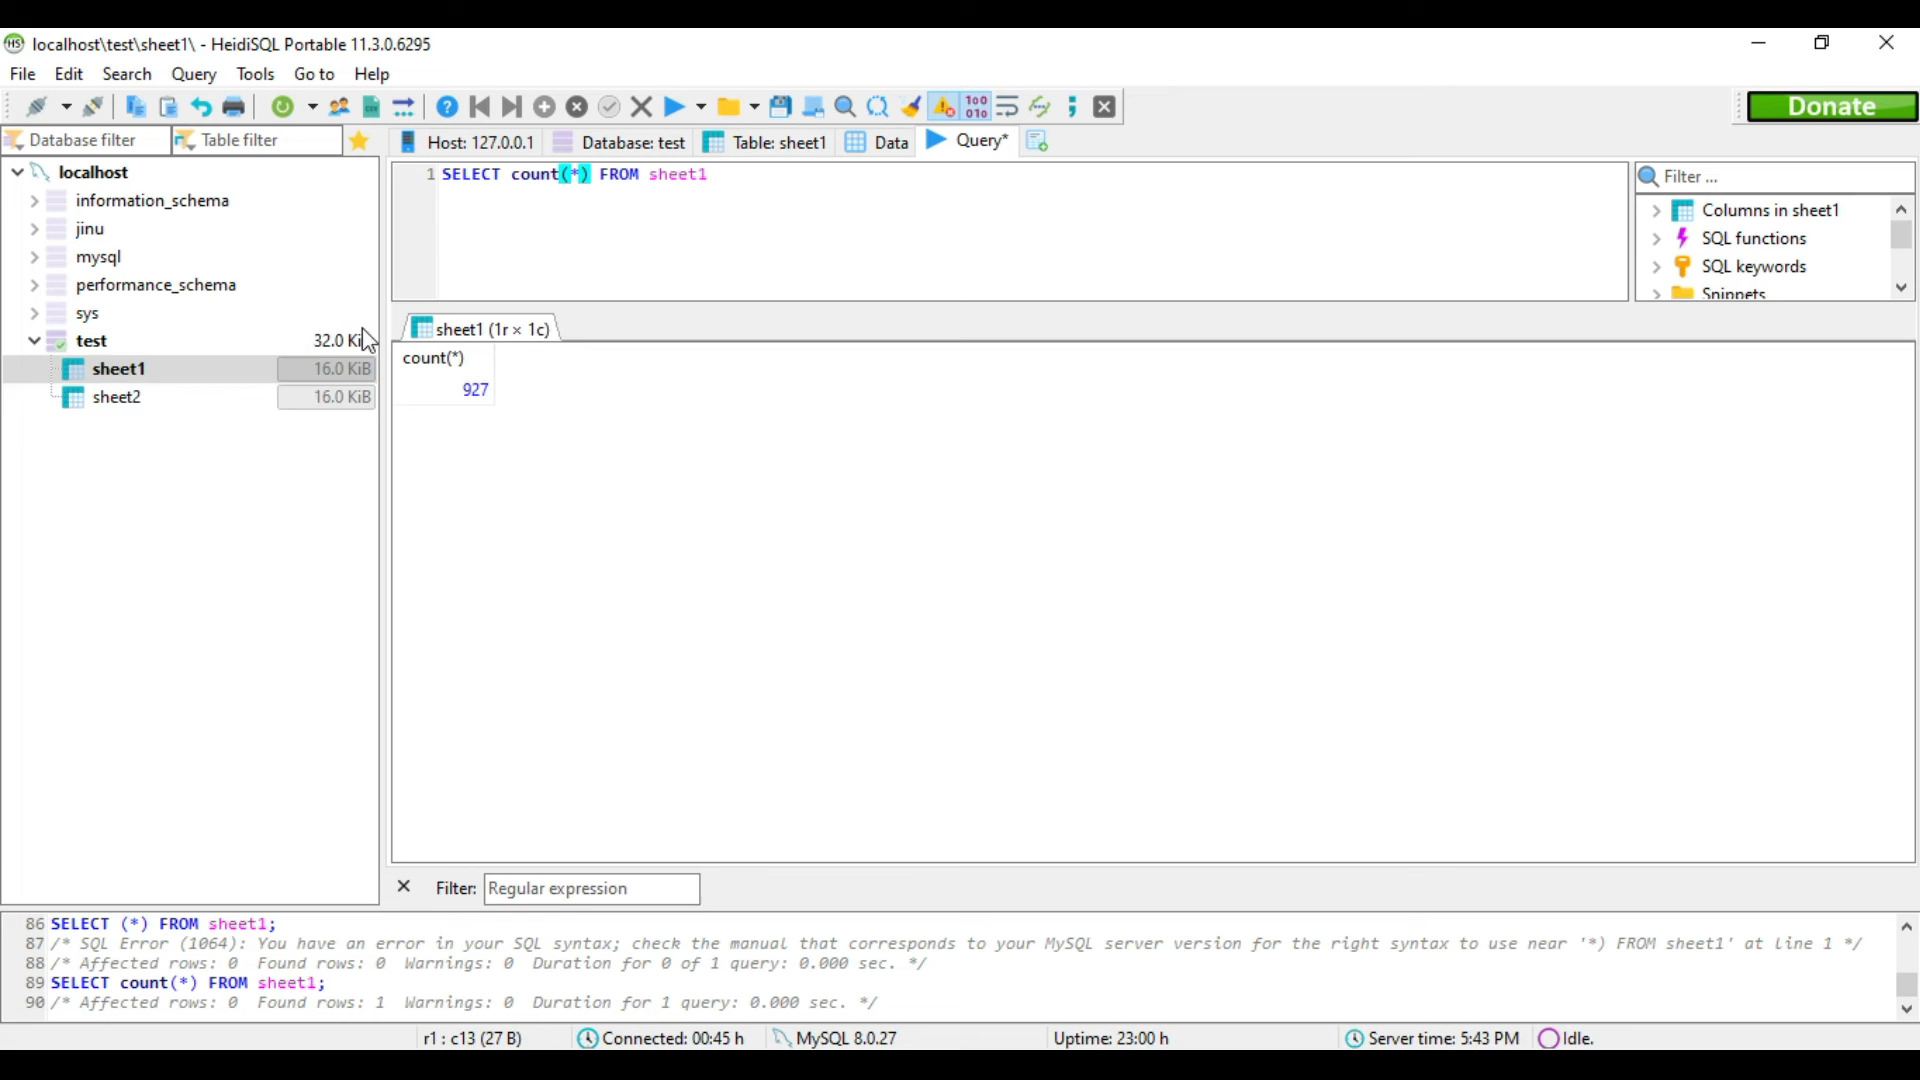 localhost\test\sheet1\ - HeidiSQL Portable 11.3.0.6295
File Edit Search Query Tools Go to Help
Donate
Database filter Table filter Host: 127.0.0.1 Database: test Table: sheet1 Data Query*
localhost
information_schema
jinu
mysql
performance_schema
sys
test 32.0 Ki
sheet1 16.0 KiB
sheet2 16.0 KiB
1 SELECT count(*) FROM sheet1
Filter ...
Columns in sheet1
SQL functions
SQL keywords
Snippets
sheet1 (1r × 1c)
count(*)
927
Filter: Regular expression
86 SELECT (*) FROM sheet1;
87 /* SQL Error (1064): You have an error in your SQL syntax; check the manual that corresponds to your MySQL server version for the right syntax to use near '*) FROM sheet1' at line 1 */
88 /* Affected rows: 0 Found rows: 0 Warnings: 0 Duration for 0 of 1 query: 0.000 sec. */
89 SELECT count(*) FROM sheet1;
90 /* Affected rows: 0 Found rows: 1 Warnings: 0 Duration for 1 query: 0.000 sec. */
r1 : c13 (27 B) Connected: 00:45 h MySQL 8.0.27 Uptime: 23:00 h Server time: 5:43 PM Idle.